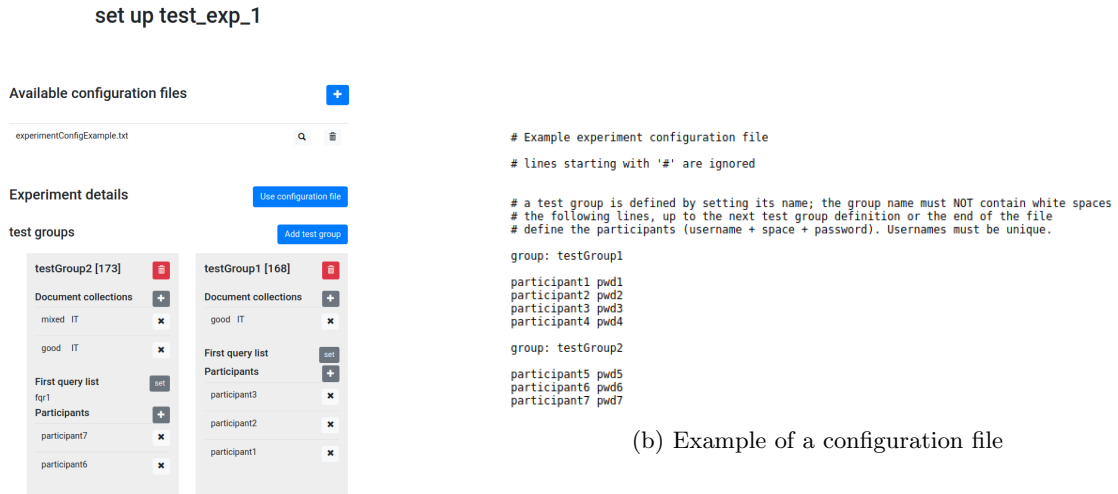 set up test_exp_1
Available configuration files
+
experimentConfigExample.txt
Experiment details
Use configuration file
test groups
Add test group
testGroup2 [173]
Document collections
+
mixed IT
good IT
First query list
set
fqr1
Participants
+
participant7
participant6
testGroup1 [168]
Document collections
+
good IT
First query list
set
Participants
+
participant3
participant2
participant1
# Example experiment configuration file
# lines starting with '#' are ignored
# a test group is defined by setting its name; the group name must NOT contain white spaces
# the following lines, up to the next test group definition or the end of the file
# define the participants (username + space + password). Usernames must be unique.
group: testGroup1
participant1 pwd1
participant2 pwd2
participant3 pwd3
participant4 pwd4
group: testGroup2
participant5 pwd5
participant6 pwd6
participant7 pwd7
(b) Example of a configuration file